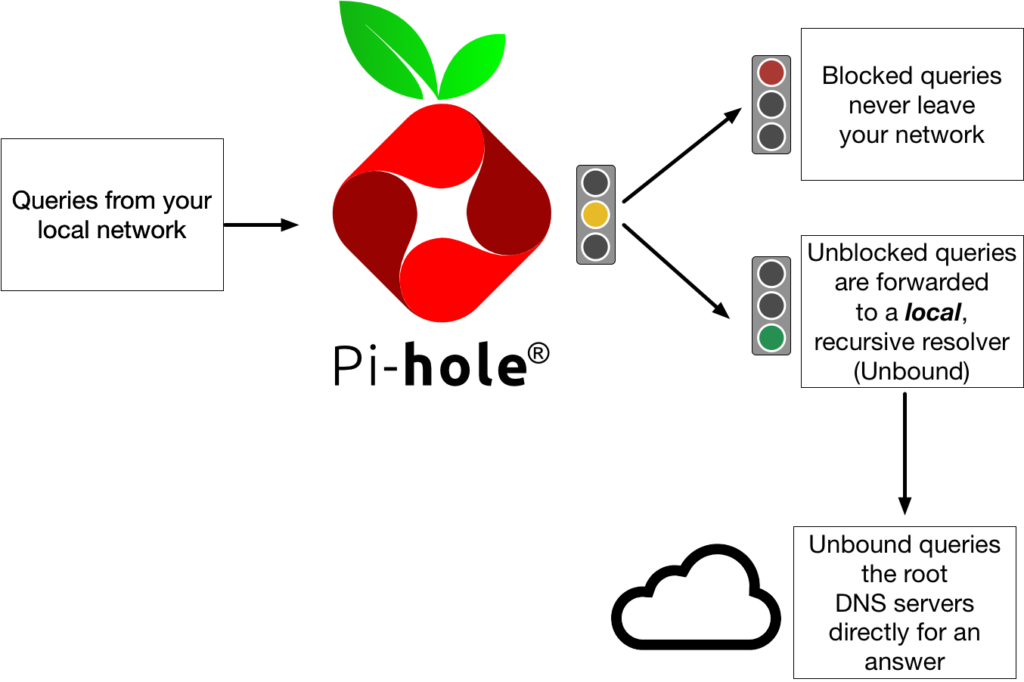 Queries from your
local network
Pi-hole®
Blocked queries
never leave
your network
Unblocked queries
are forwarded
to a local,
recursive resolver
(Unbound)
Unbound queries
the root
DNS servers
directly for an
answer